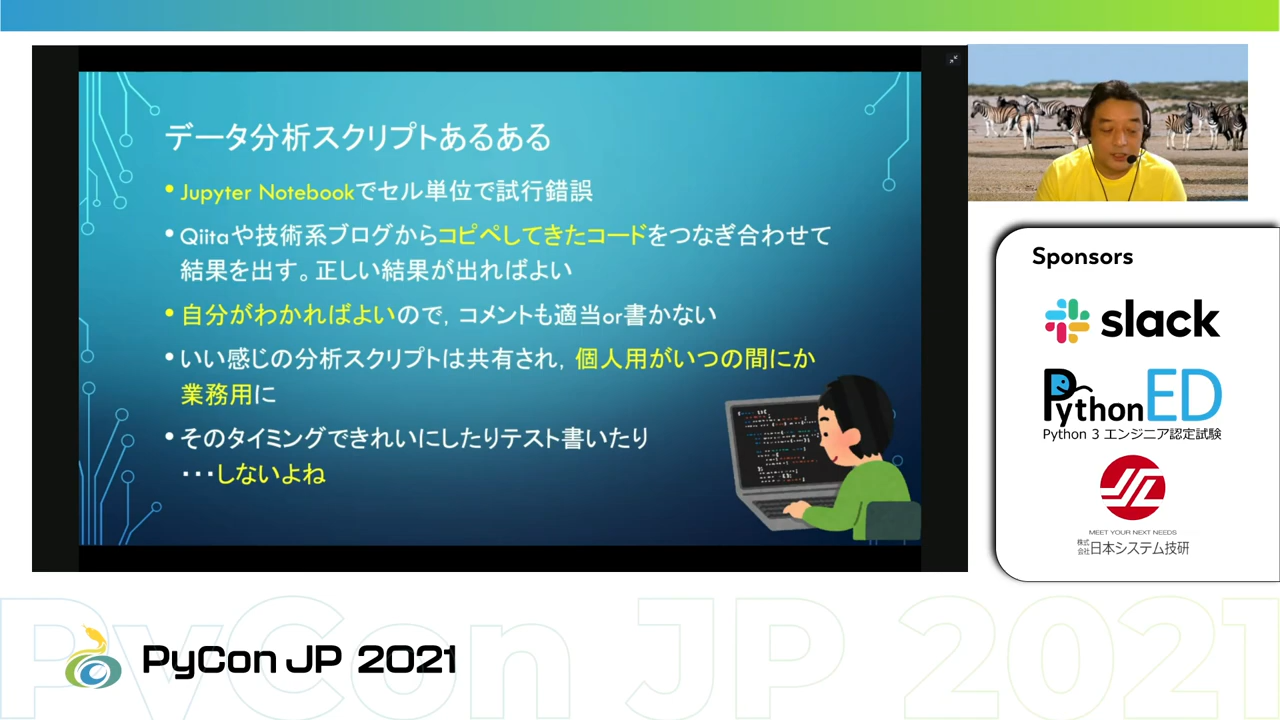 データ分析スクリプトあるある
• Jupyter Notebookでセル単位で試行錯誤
• Qiitaや技術系ブログからコピペしてきたコードをつなぎ合わせて
結果を出す。正しい結果が出ればよい
• 自分がわかればよいので, コメントも適当or書かない
• いい感じの分析スクリプトは共有され, 個人用がいつの間にか
業務用に
• そのタイミングできれいにしたりテスト書いたり
・・・しないよね
Sponsors
slack
PythonED
Python 3 エンジニア認定試験
MEET YOUR NEXT NEEDS
株式会社日本システム技研
PyCon JP 2021
PyCon JP 2021